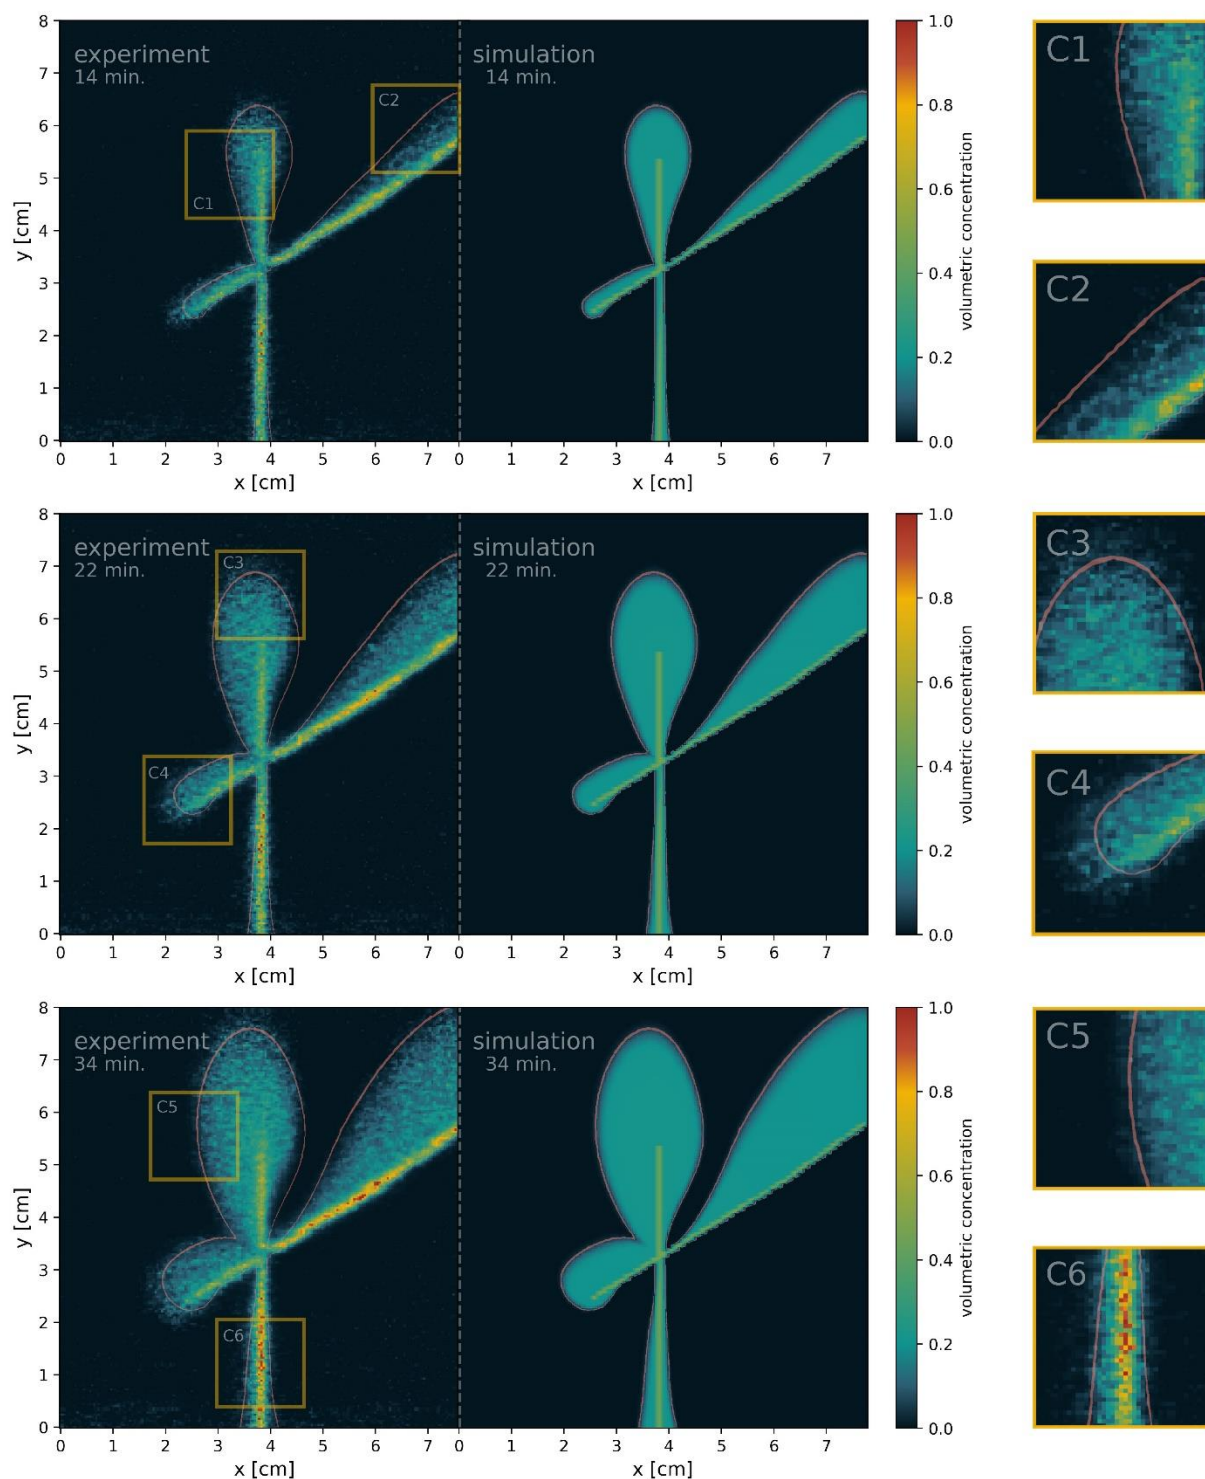 experiment
14 min.
C1
C2
simulation
14 min.
8
7
6
5
4
3
2
1
0
y [cm]
0 1 2 3 4 5 6 7 0 1 2 3 4 5 6 7
x [cm] x [cm]
1.0
0.8
0.6
0.4
0.2
0.0
volumetric concentration
C1
C2
experiment
22 min.
C3
C4
simulation
22 min.
8
7
6
5
4
3
2
1
0
y [cm]
0 1 2 3 4 5 6 7 0 1 2 3 4 5 6 7
x [cm] x [cm]
1.0
0.8
0.6
0.4
0.2
0.0
volumetric concentration
C3
C4
experiment
34 min.
C5
C6
simulation
34 min.
8
7
6
5
4
3
2
1
0
y [cm]
0 1 2 3 4 5 6 7 0 1 2 3 4 5 6 7
x [cm] x [cm]
1.0
0.8
0.6
0.4
0.2
0.0
volumetric concentration
C5
C6